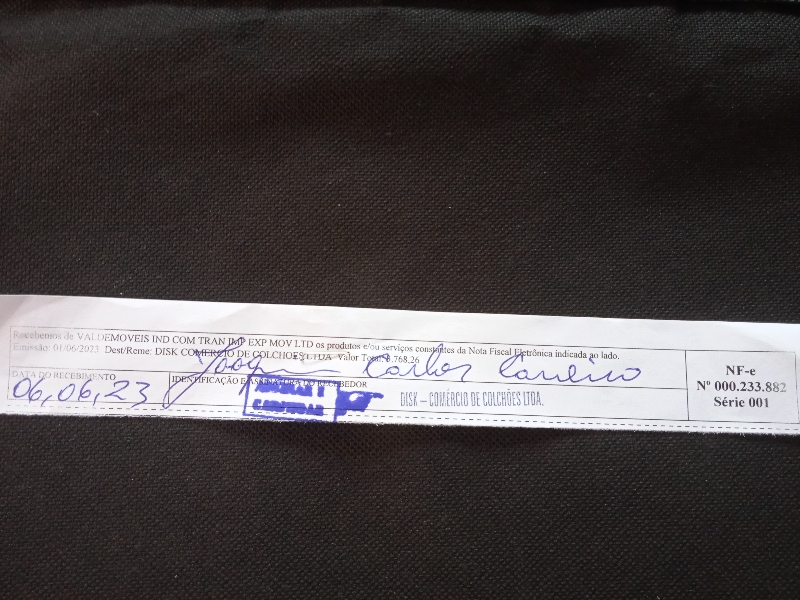 Recebemos de VALDEMOVEIS IND COM TRAN IMP EXP MOV LTD os produtos e/ou serviços constantes da Nota Fiscal Eletrônica indicada ao lado.
Emissão: 01/06/2023 Dest/Reme: DISK COMERCIO DE COLCHOES LTDA Valor Total: .768,26
DATA DO RECEBIMENTO
06,06,23
IDENTIFICAÇÃO E ASSINATURA DO RECEBEDOR
Carlos
DISK – COMÉRCIO DE COLCHÕES LTDA.
CARIMBAR
NF-e
Nº 000.233.882
Série 001